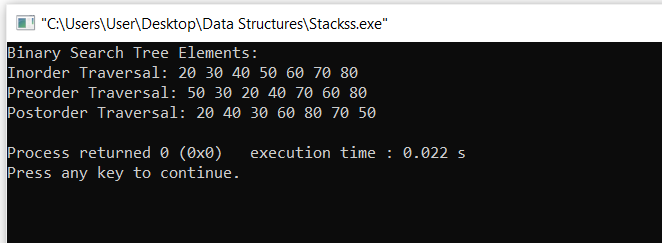 "C:\Users\User\Desktop\Data Structures\Stackss.exe"
Binary Search Tree Elements:
Inorder Traversal: 20 30 40 50 60 70 80
Preorder Traversal: 50 30 20 40 70 60 80
Postorder Traversal: 20 40 30 60 80 70 50
Process returned 0 (0x0)   execution time : 0.022 s
Press any key to continue.